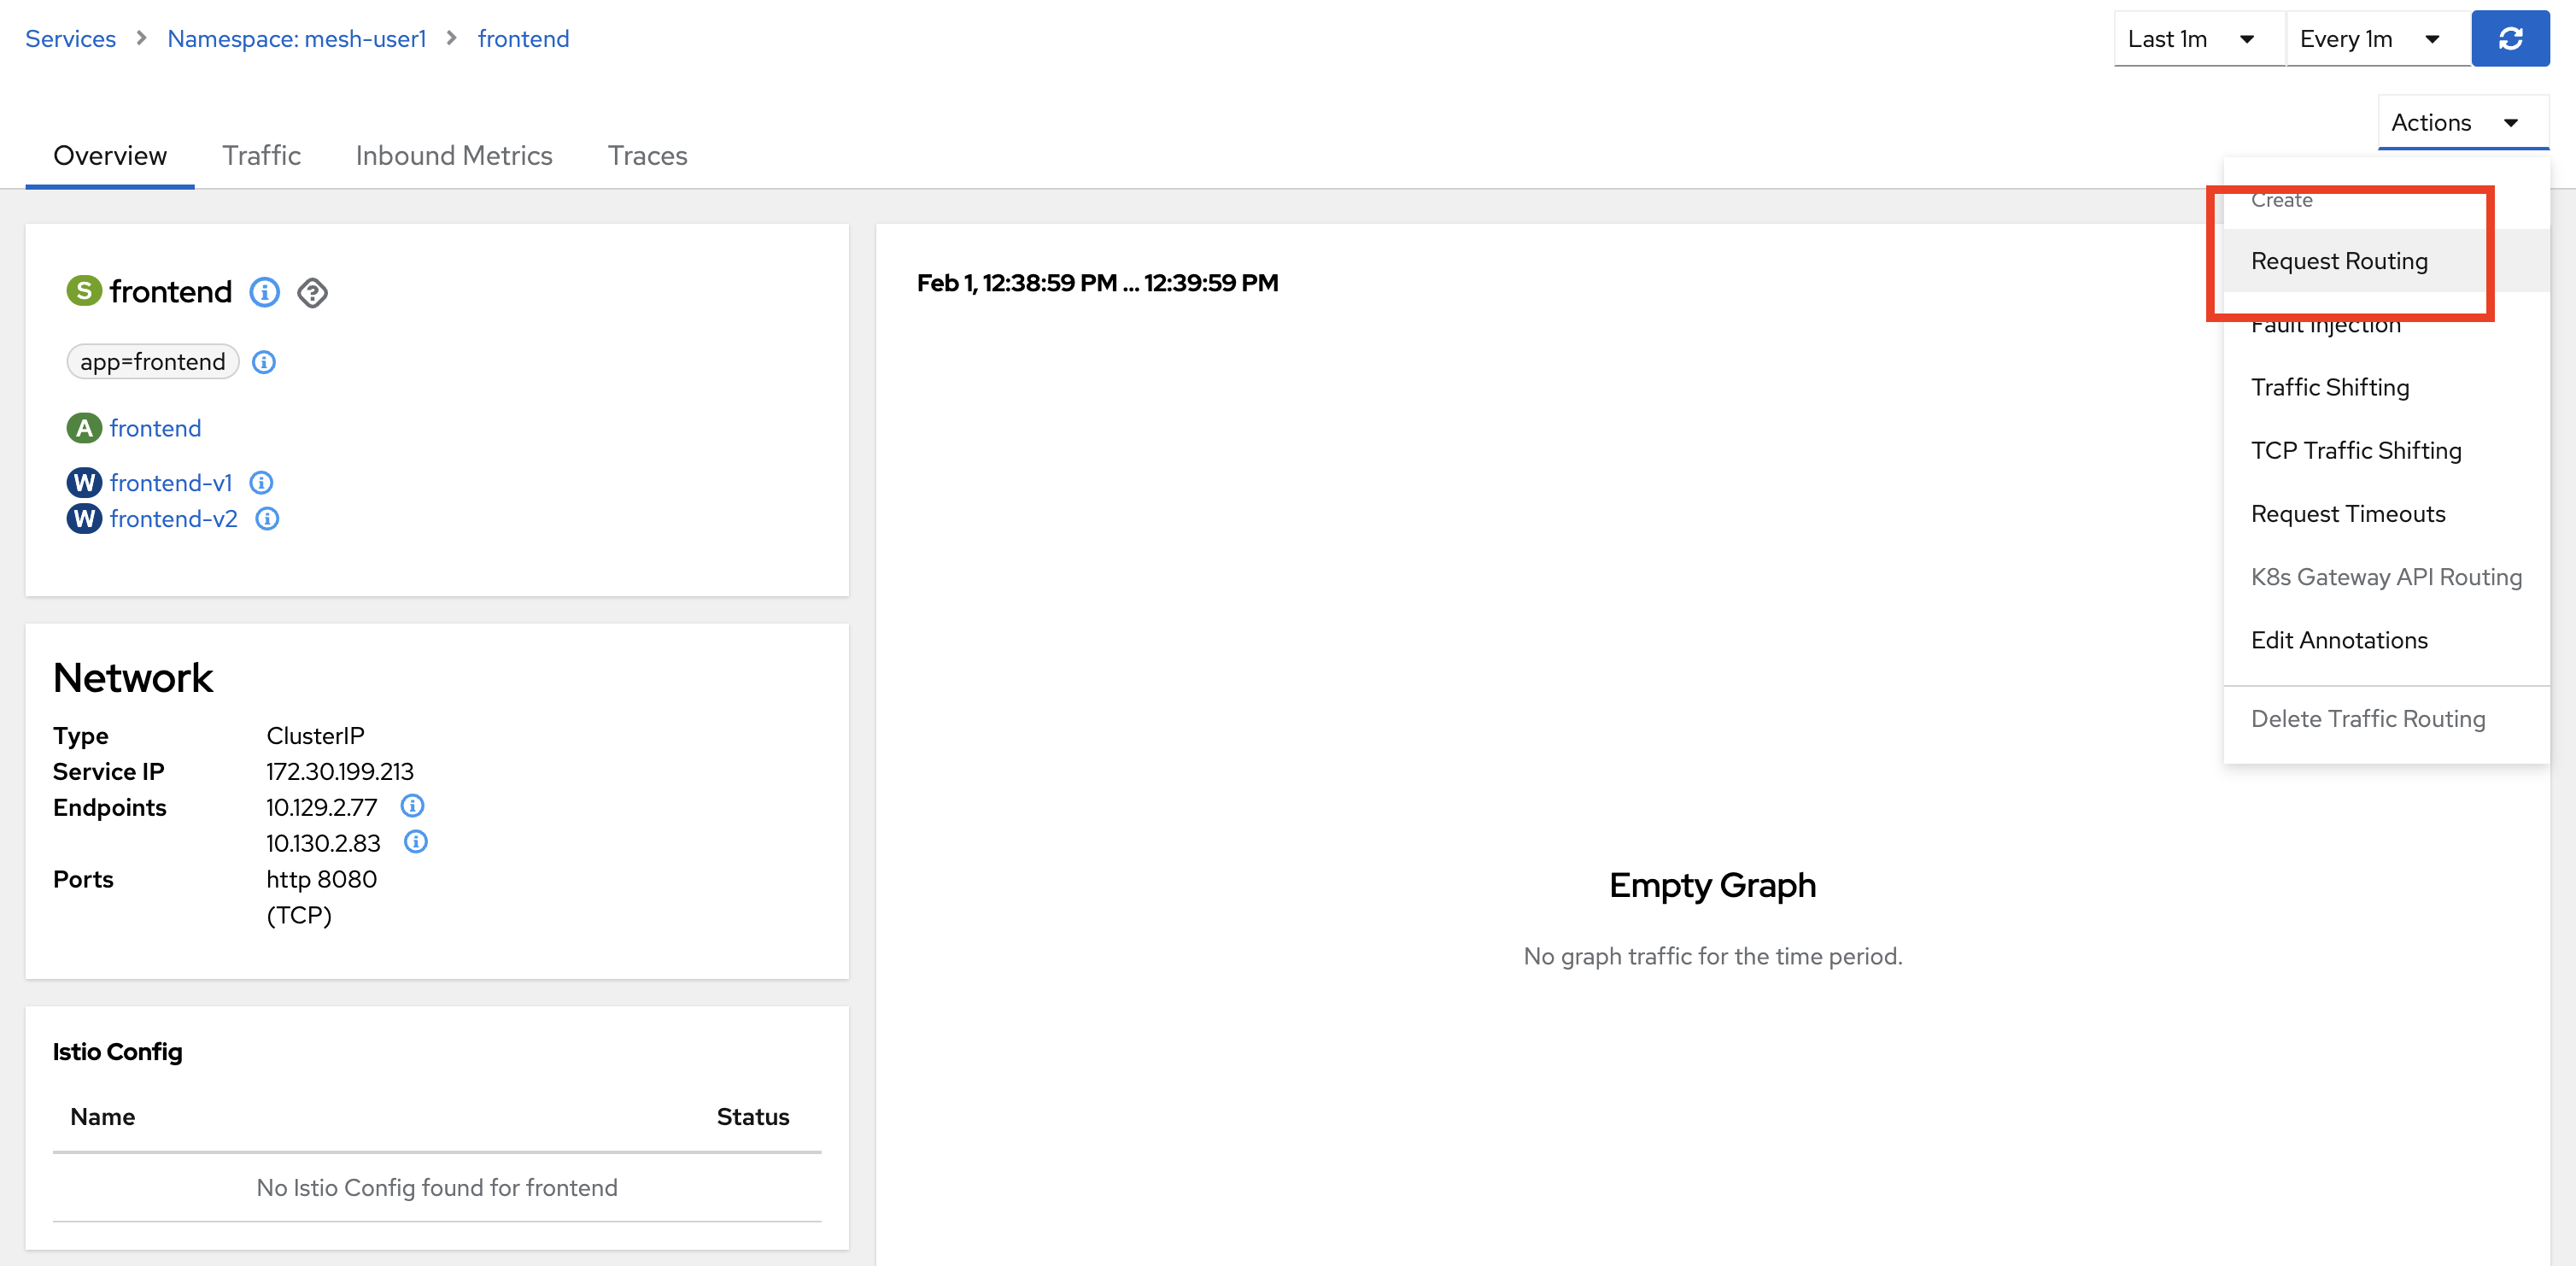 Services > Namespace: mesh-user1 > frontend
Last 1m
Every 1m
Actions
Overview
Traffic
Inbound Metrics
Traces
Create
Request Routing
Fault Injection
Traffic Shifting
TCP Traffic Shifting
Request Timeouts
K8s Gateway API Routing
Edit Annotations
Delete Traffic Routing
S frontend
app=frontend
A frontend
W frontend-v1
W frontend-v2
Network
Type ClusterIP
Service IP 172.30.199.213
Endpoints 10.129.2.77
10.130.2.83
Ports http 8080
(TCP)
Istio Config
Name Status
No Istio Config found for frontend
Feb 1, 12:38:59 PM ... 12:39:59 PM
Empty Graph
No graph traffic for the time period.